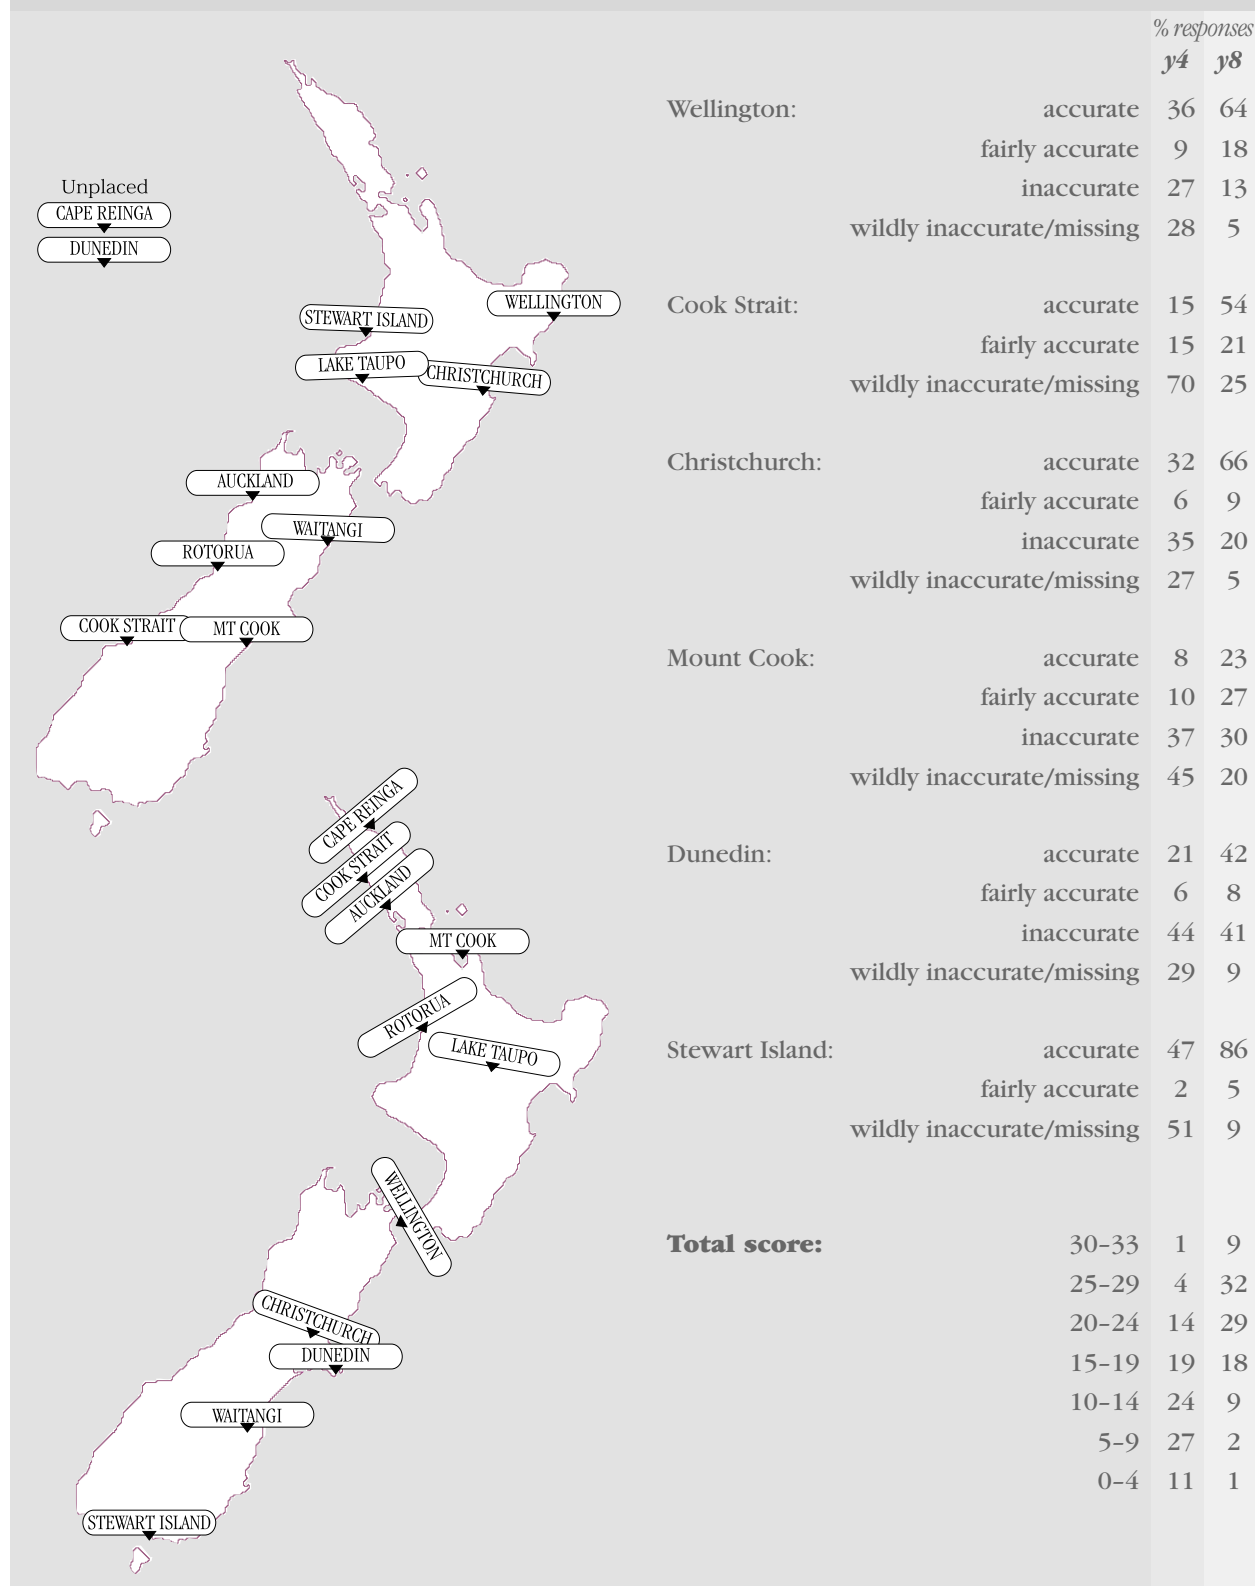 % responses
y4 y8
Wellington: accurate 36 64
fairly accurate 9 18
inaccurate 27 13
wildly inaccurate/missing 28 5
Cook Strait: accurate 15 54
fairly accurate 15 21
wildly inaccurate/missing 70 25
Christchurch: accurate 32 66
fairly accurate 6 9
inaccurate 35 20
wildly inaccurate/missing 27 5
Mount Cook: accurate 8 23
fairly accurate 10 27
inaccurate 37 30
wildly inaccurate/missing 45 20
Dunedin: accurate 21 42
fairly accurate 6 8
inaccurate 44 41
wildly inaccurate/missing 29 9
Stewart Island: accurate 47 86
fairly accurate 2 5
wildly inaccurate/missing 51 9
Total score: 30–33 1 9
25–29 4 32
20–24 14 29
15–19 19 18
10–14 24 9
5–9 27 2
0–4 11 1
Unplaced
CAPE REINGA
DUNEDIN
WELLINGTON
STEWART ISLAND
LAKE TAUPO
CHRISTCHURCH
AUCKLAND
WAITANGI
ROTORUA
COOK STRAIT
MT COOK
CAPE REINGA
COOK STRAIT
AUCKLAND
MT COOK
ROTORUA
LAKE TAUPO
WELLINGTON
CHRISTCHURCH
DUNEDIN
WAITANGI
STEWART ISLAND